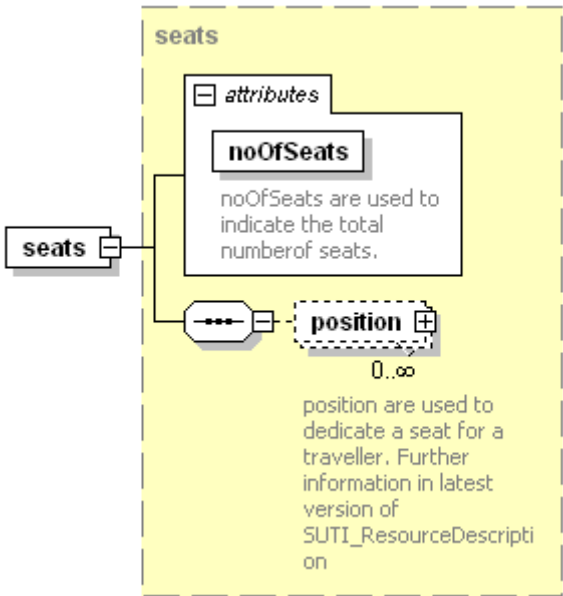 seats
attributes
noOfSeats
noOfSeats are used to
indicate the total
numberof seats.
seats
position
0..∞
position are used to
dedicate a seat for a
traveller. Further
information in latest
version of
SUTI_ResourceDescripti
on